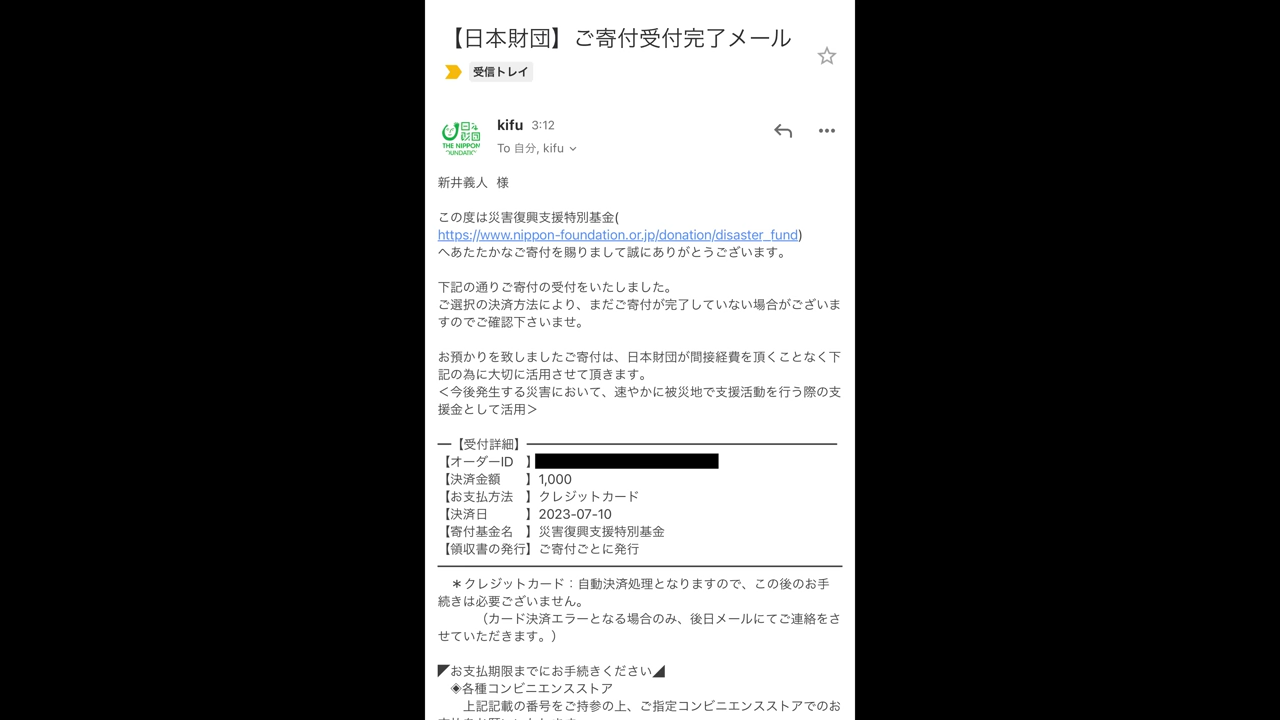 【日本財団】ご寄付受付完了メール
受信トレイ
kifu 3:12
To 自分, kifu
THE NIPPON
新井義人 様
この度は災害復興支援特別基金(
https://www.nippon-foundation.or.jp/donation/disaster_fund)
へあたたかなご寄付を賜りまして誠にありがとうございます。
下記の通りご寄付の受付をいたしました。
ご選択の決済方法により、まだご寄付が完了していない場合がございま
すのでご確認下さいませ。
お預かりを致しましたご寄付は、日本財団が間接経費を頂くことなく下
記の為に大切に活用させて頂きます。
＜今後発生する災害において、速やかに被災地で支援活動を行う際の支
援金として活用＞
━【受付詳細】━━━━━━━━━━━━━━━━━━━━━━━━
【オーダーID 】
【決済金額 】1,000
【お支払方法 】クレジットカード
【決済日 】2023-07-10
【寄付基金名 】災害復興支援特別基金
【領収書の発行】ご寄付ごとに発行
＊クレジットカード：自動決済処理となりますので、この後のお手
続きは必要ございません。
（カード決済エラーとなる場合のみ、後日メールにてご連絡をさ
せていただきます。）
◤お支払期限までにお手続きください◢
◈各種コンビニエンスストア
上記記載の番号をご持参の上、ご指定コンビニエンスストアでのお